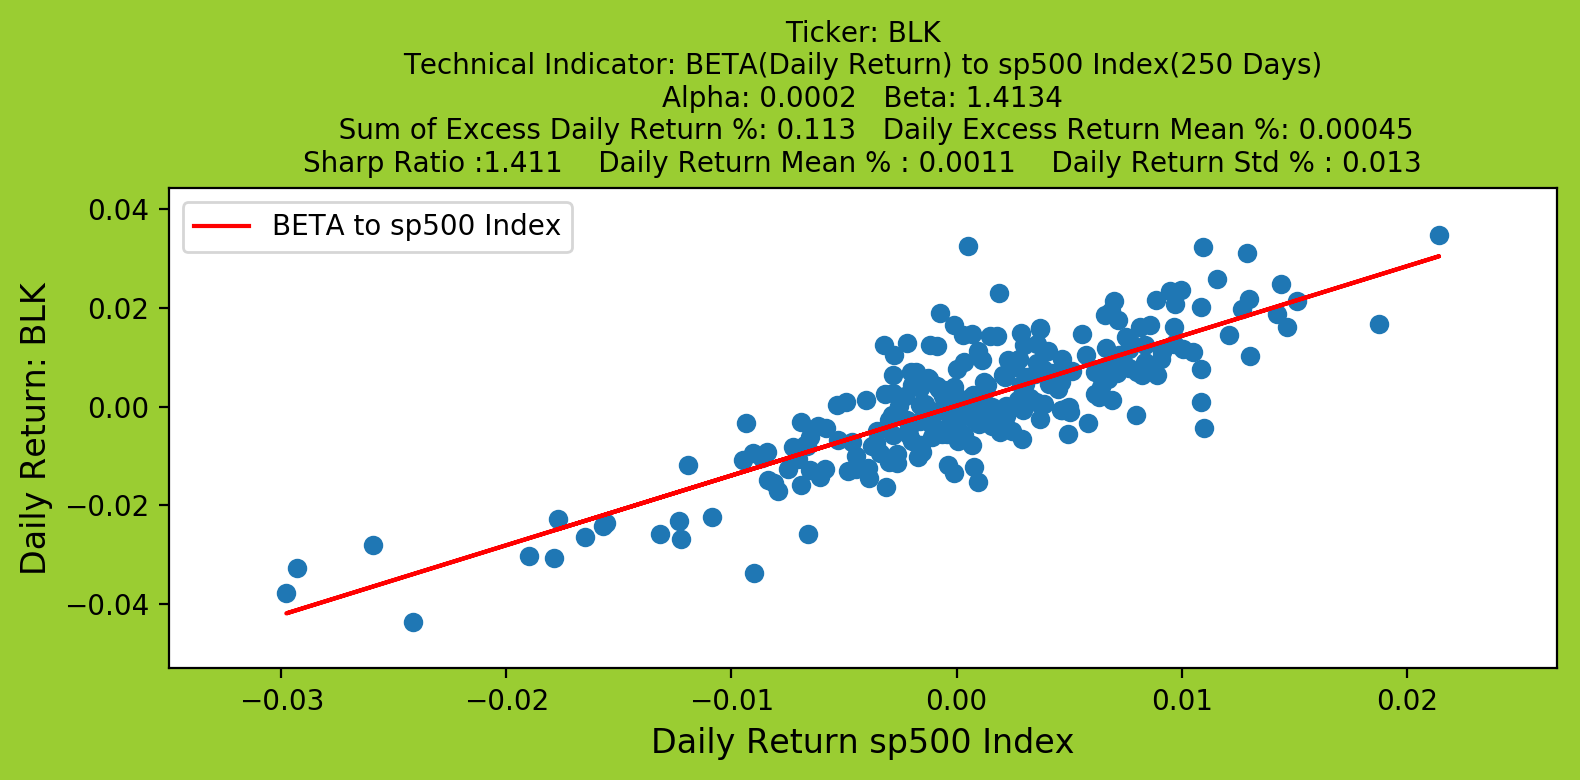 Ticker: BLK
Technical Indicator: BETA(Daily Return) to sp500 Index(250 Days)
Alpha: 0.0002   Beta: 1.4134
Sum of Excess Daily Return %: 0.113   Daily Excess Return Mean %: 0.00045
Sharp Ratio :1.411    Daily Return Mean % : 0.0011    Daily Return Std % : 0.013
BETA to sp500 Index
Daily Return: BLK
0.04
0.02
0.00
−0.02
−0.04
−0.03 −0.02 −0.01 0.00 0.01 0.02
Daily Return sp500 Index